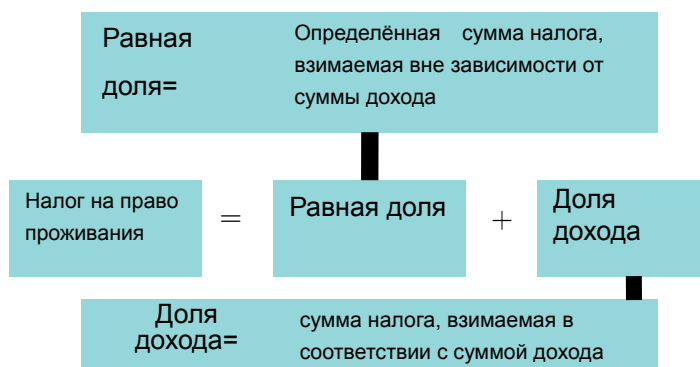 Равная
доля=
Определённая сумма налога,
взимаемая вне зависимости от
суммы дохода
Налог на право
проживания
=
Равная доля
+
Доля
дохода
Доля
дохода=
сумма налога, взимаемая в
соответствии с суммой дохода